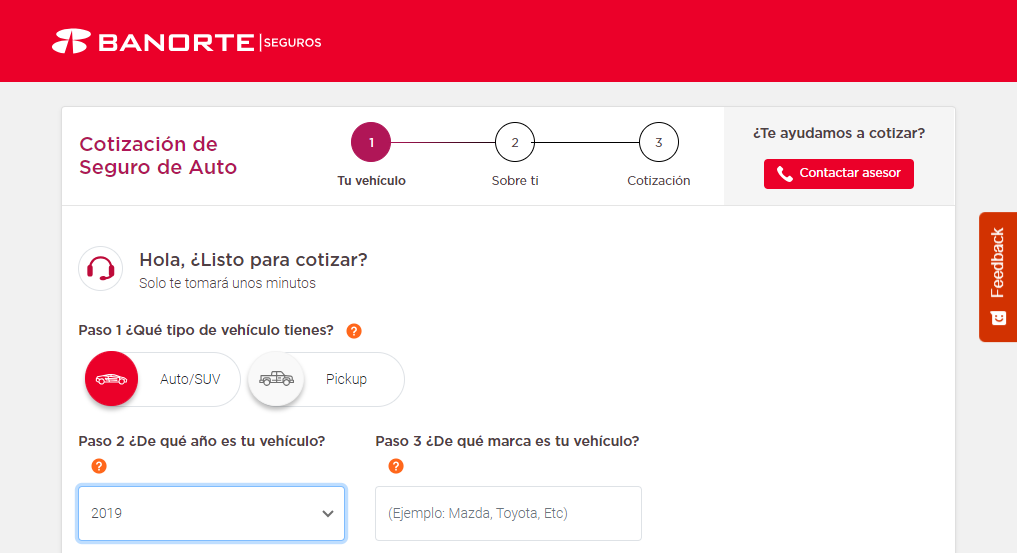 BANORTE | SEGUROS
Cotización de
Seguro de Auto
1
2
3
Tu vehículo
Sobre ti
Cotización
¿Te ayudamos a cotizar?
Contactar asesor
Feedback
Hola, ¿Listo para cotizar?
Solo te tomará unos minutos
Paso 1 ¿Qué tipo de vehículo tienes? ?
Auto/SUV
Pickup
Paso 2 ¿De qué año es tu vehículo?
?
2019
Paso 3 ¿De qué marca es tu vehículo?
?
(Ejemplo: Mazda, Toyota, Etc)